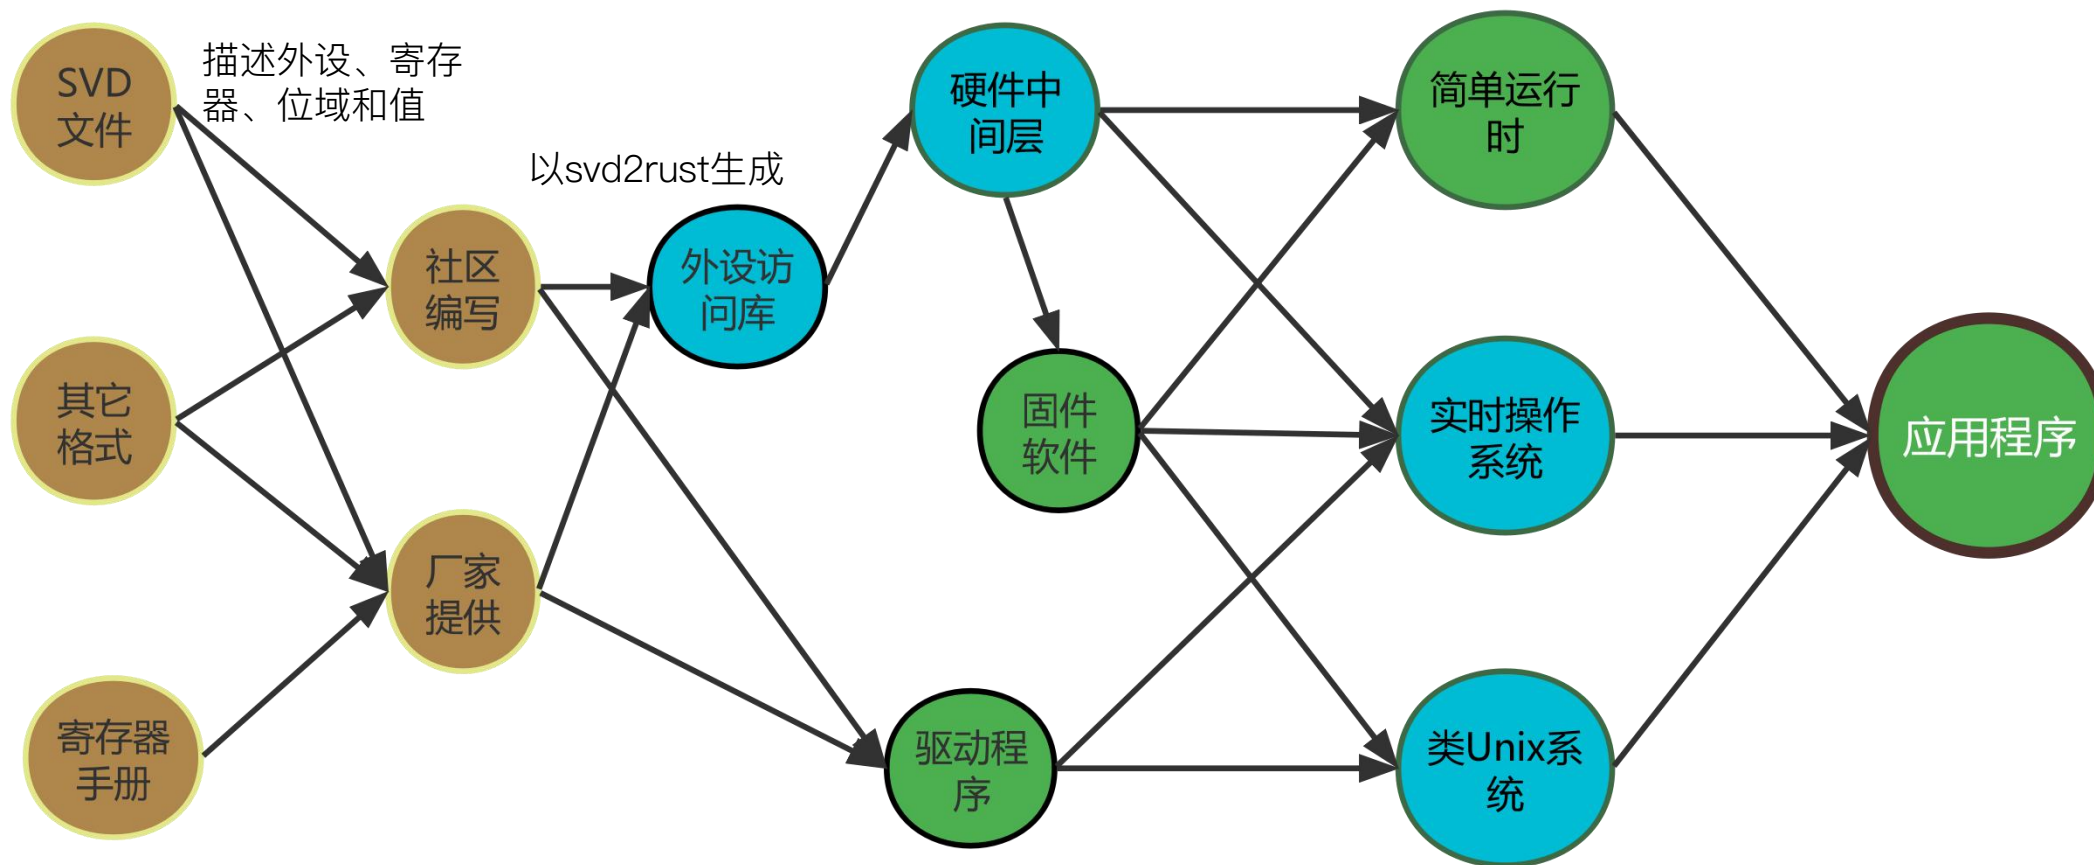 SVD
文件
描述外设、寄存
器、位域和值
其它
格式
寄存器
手册
社区
编写
厂家
提供
以svd2rust生成
外设访
问库
硬件中
间层
固件
软件
驱动程
序
简单运行
时
实时操作
系统
类Unix系
统
应用程序